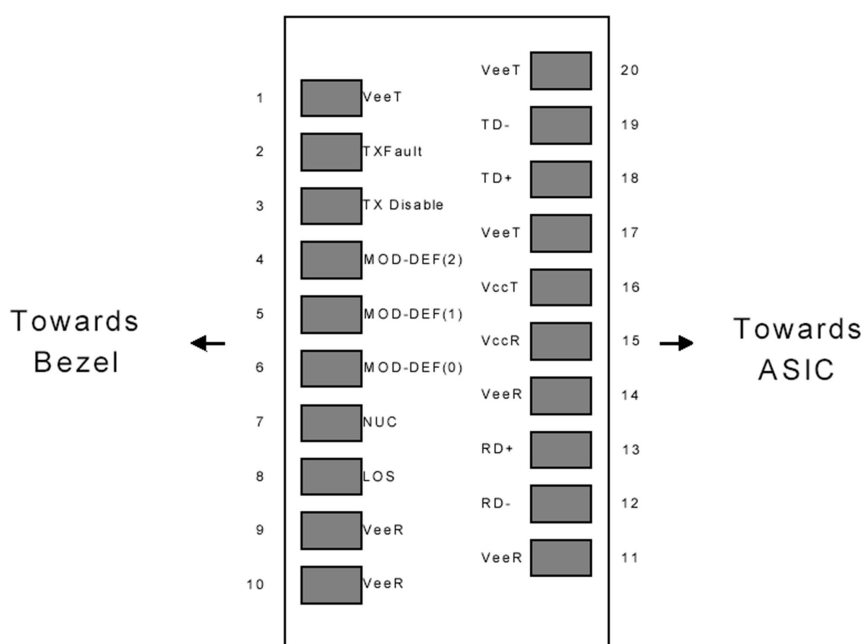 VeeT 20
1 VeeT
TD- 19
2 TXFault
TD+ 18
3 TX Disable
VeeT 17
4 MOD-DEF(2)
VccT 16
5 MOD-DEF(1)
Towards
Bezel
VccR 15
Towards
ASIC
6 MOD-DEF(0)
VeeR 14
7 NUC
RD+ 13
8 LOS
RD- 12
9 VeeR
VeeR 11
10 VeeR